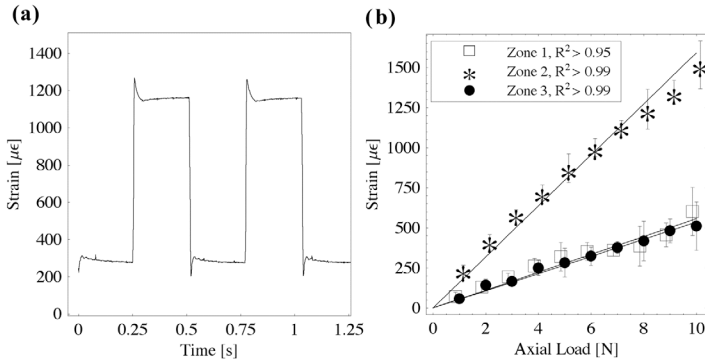 (a)
1400
1200
1000
800
600
400
200
0
0.25
0.5
0.75
1
1.25
Strain [με]
Time [s]
(b)
1500
1250
1000
750
500
250
0
0
2
4
6
8
10
Strain [με]
Axial Load [N]
Zone 1, R²> 0.95
Zone 2, R²> 0.99
Zone 3, R²> 0.99